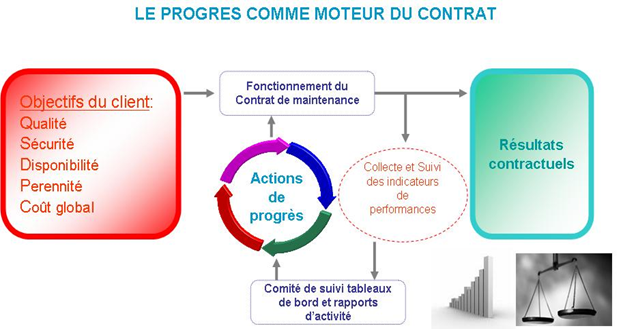 LE PROGRES COMME MOTEUR DU CONTRAT
Objectifs du client:
Qualité
Sécurité
Disponibilité
Perennité
Coût global
Fonctionnement du
Contrat de maintenance
Actions
de
progrès
Collecte et Suivi
des indicateurs
de
performances
Comité de suivi tableaux
de bord et rapports
d'activité
Résultats
contractuels